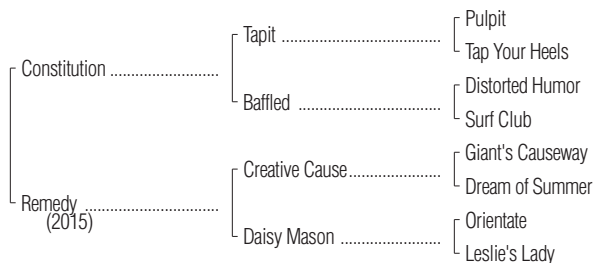 Pulpit
Tapit ........................................
Tap Your Heels
Constitution ...........................
Distorted Humor
Baffled ....................................
Surf Club
Giant's Causeway
Creative Cause.......................
Dream of Summer
Remedy .................................
(2015)
Orientate
Daisy Mason .........................
Leslie's Lady